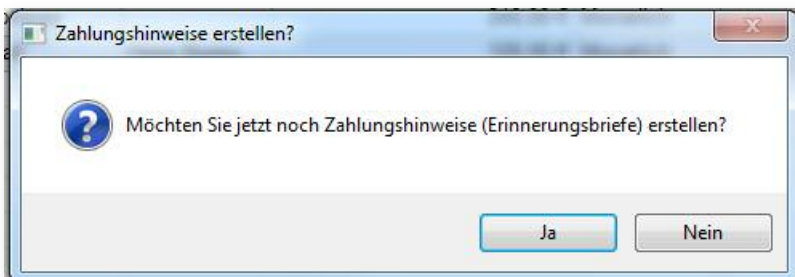 Zahlungshinweise erstellen?
Möchten Sie jetzt noch Zahlungshinweise (Erinnerungsbriefe) erstellen?
Ja
Nein